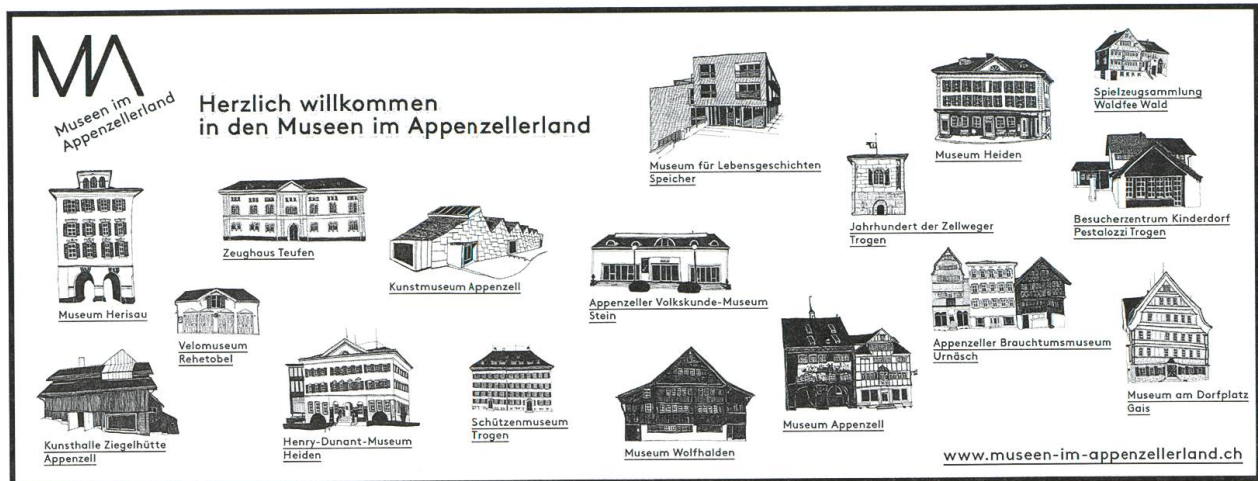 MA
Museen im
Appenzellerland
Herzlich willkommen
in den Museen im Appenzellerland
Museum Herisau
Zeughaus Teufen
Velomuseum
Rehetobel
Kunsthalle Ziegelhütte
Appenzell
Henry-Dunant-Museum
Heiden
Kunstmuseum Appenzell
Schützenmuseum
Trogen
Museum für Lebensgeschichten
Speicher
Appenzeller Volkskunde-Museum
Stein
Museum Wolfhalden
Museum Appenzell
Museum Heiden
Jahrhundert der Zellweger
Trogen
Spielzeugsammlung
Waldfee Wald
Besucherzentrum Kinderdorf
Pestalozzi Trogen
Appenzeller Brauchtumsmuseum
Urnäsch
Museum am Dorfplatz
Gais
www.museen-im-appenzellerland.ch